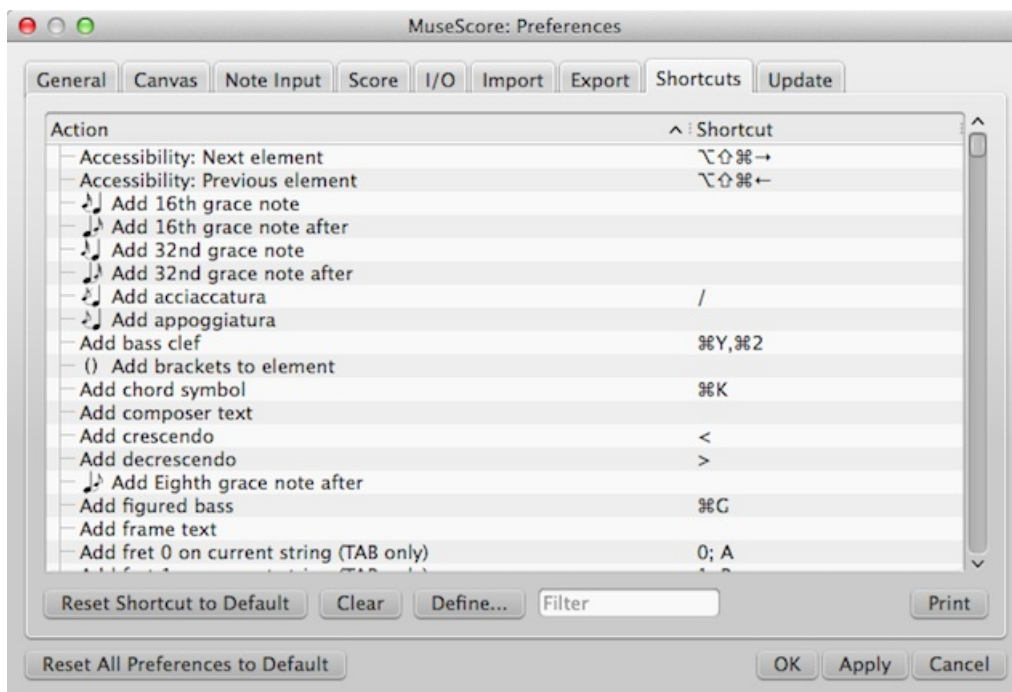 MuseScore: Preferences
General Canvas Note Input Score I/O Import Export Shortcuts Update
Action Shortcut
Accessibility: Next element ⌥⇧⌘→
Accessibility: Previous element ⌥⇧⌘←
Add 16th grace note
Add 16th grace note after
Add 32nd grace note
Add 32nd grace note after
Add acciaccatura /
Add appoggiatura
Add bass clef ⌘Y,⌘2
() Add brackets to element
Add chord symbol ⌘K
Add composer text
Add crescendo <
Add decrescendo >
Add Eighth grace note after
Add figured bass ⌘G
Add frame text
Add fret 0 on current string (TAB only) 0; A
Reset Shortcut to Default Clear Define... Filter Print
Reset All Preferences to Default OK Apply Cancel